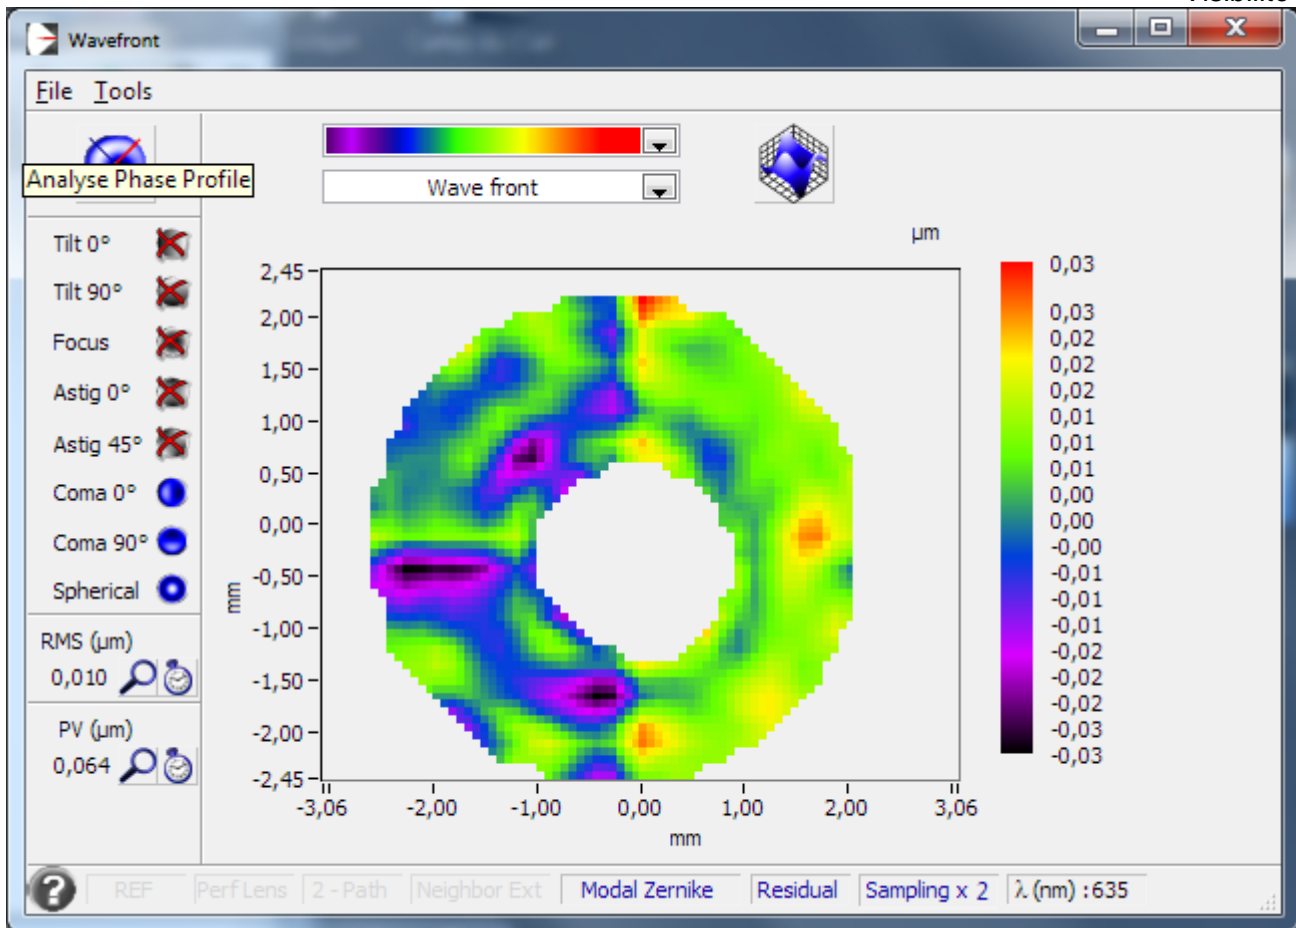 Wavefront
File Tools
Analyse Phase Profile
Wave front
Tilt 0°
Tilt 90°
Focus
Astig 0°
Astig 45°
Coma 0°
Coma 90°
Spherical
RMS (µm)
0,010
PV (µm)
0,064
µm
2,45
2,00
1,50
1,00
0,50
0,00
-0,50
-1,00
-1,50
-2,00
-2,45
mm
-3,06 -2,00 -1,00 0,00 1,00 2,00 3,06
mm
0,03
0,03
0,02
0,02
0,02
0,01
0,01
0,01
0,00
0,00
-0,00
-0,01
-0,01
-0,01
-0,02
-0,02
-0,02
-0,03
-0,03
? REF Perf Lens 2 - Path Neighbor Ext Modal Zernike Residual Sampling x 2 λ (nm) :635